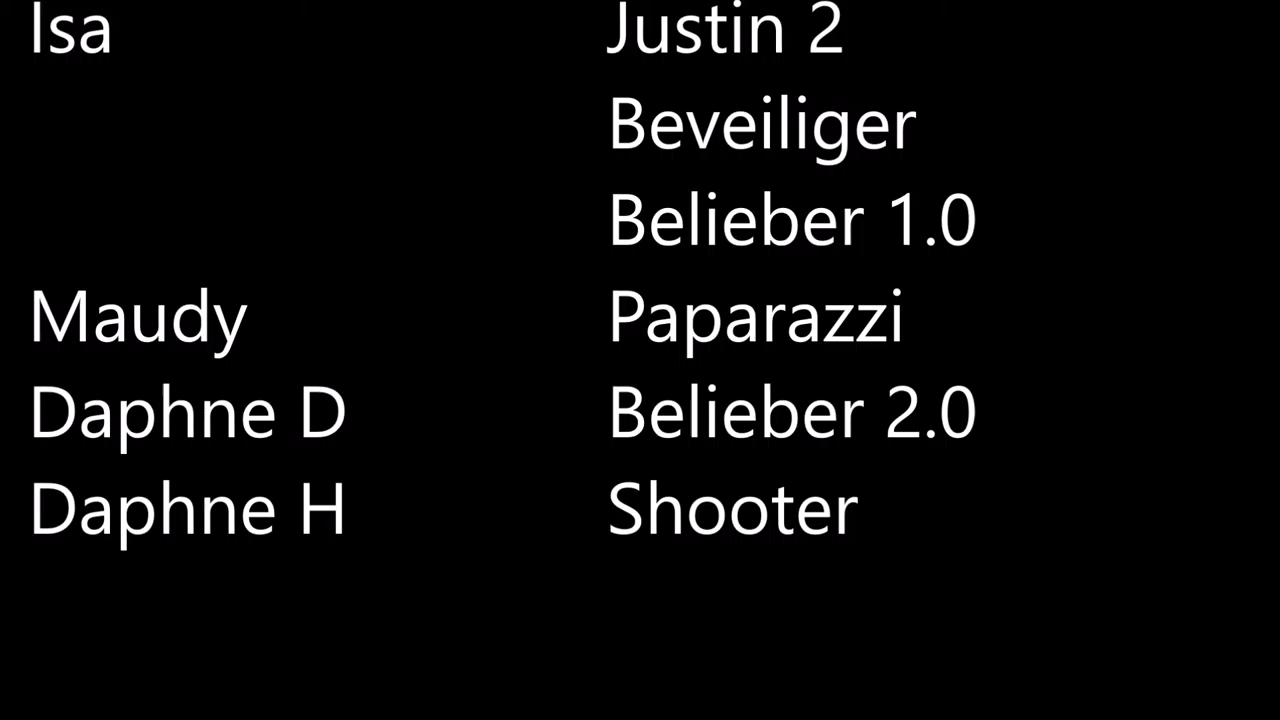 Isa Justin 2
Beveiliger
Belieber 1.0
Maudy Paparazzi
Daphne D Belieber 2.0
Daphne H Shooter